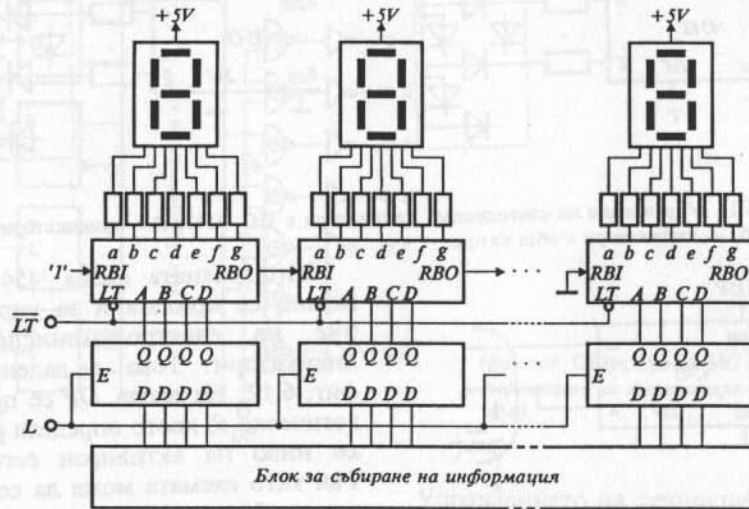 +5V +5V +5V
a b c d e f g a b c d e f g a b c d e f g
'1' RBI RBO RBI RBO RBI RBO
LT A B C D LT A B C D LT A B C D
LT
Q Q Q Q Q Q Q Q Q Q Q Q
E E E
D D D D D D D D D D D D
L
Блок за събиране на информация